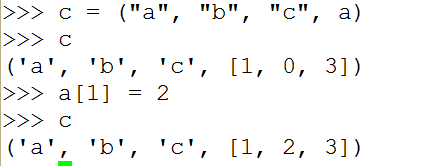 >>> c = ("a", "b", "c", a)
>>> c
('a', 'b', 'c', [1, 0, 3])
>>> a[1] = 2
>>> c
('a', 'b', 'c', [1, 2, 3])